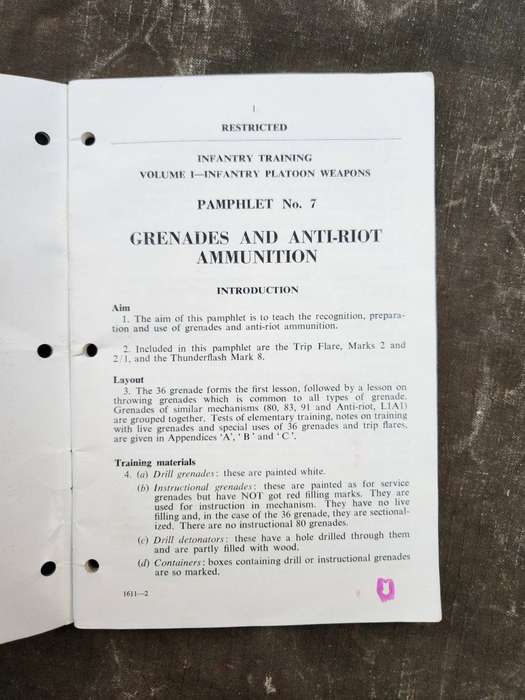 1
RESTRICTED
INFANTRY TRAINING
VOLUME I—INFANTRY PLATOON WEAPONS
PAMPHLET No. 7
GRENADES AND ANTI-RIOT
AMMUNITION
INTRODUCTION
Aim
1. The aim of this pamphlet is to teach the recognition, prepara-
tion and use of grenades and anti-riot ammunition.
2. Included in this pamphlet are the Trip Flare, Marks 2 and
2/1, and the Thunderflash Mark 8.
Layout
3. The 36 grenade forms the first lesson, followed by a lesson on
throwing grenades which is common to all types of grenade.
Grenades of similar mechanisms (80, 83, 91 and Anti-riot, L1A1)
are grouped together. Tests of elementary training, notes on training
with live grenades and special uses of 36 grenades and trip flares,
are given in Appendices ‘A’, ‘B’ and ‘C’.
Training materials
4. (a) Drill grenades: these are painted white.
(b) Instructional grenades: these are painted as for service
grenades but have NOT got red filling marks. They are
used for instruction in mechanism. They have no live
filling and, in the case of the 36 grenade, they are sectional-
ized. There are no instructional 80 grenades.
(c) Drill detonators: these have a hole drilled through them
and are partly filled with wood.
(d) Containers: boxes containing drill or instructional grenades
are so marked.
1611—2